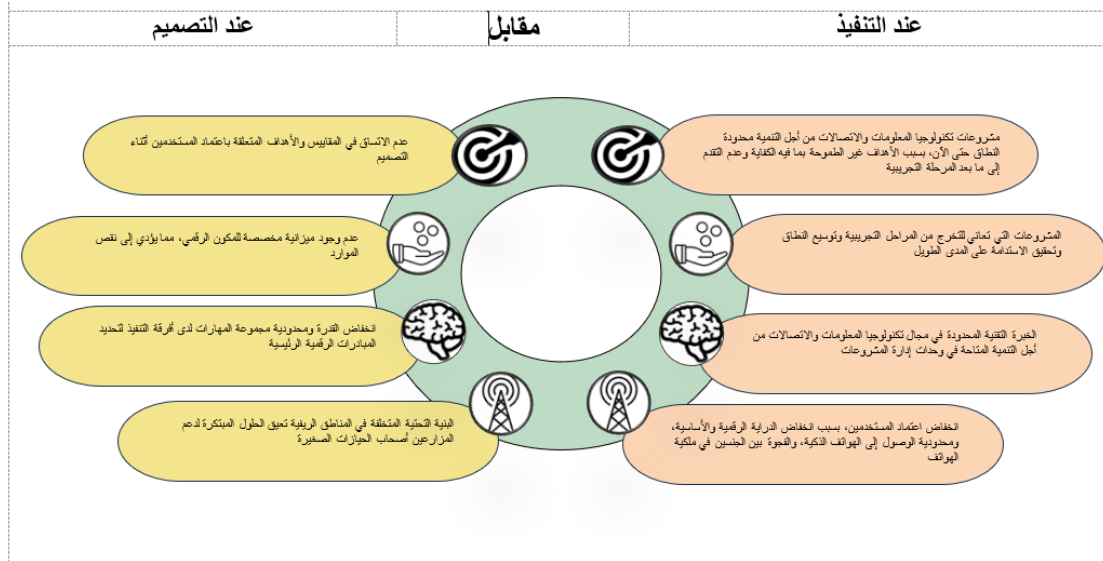 عند التنفيذ
مقابل
عند التصميم
مشروعات تكنولوجيا المعلومات والاتصالات من أجل التنمية محدودة
النطاق حتى الآن، بسبب الأهداف غير الطموحة بما فيه الكفاية وعدم التقدم
إلى ما بعد المرحلة التجريبية
المشروعات التي تعاني للتخرج من المراحل التجريبية وتوسيع النطاق
وتحقيق الاستدامة على المدى الطويل
الخبرة التقنية المحدودة في مجال تكنولوجيا المعلومات والاتصالات من
أجل التنمية المتاحة في وحدات إدارة المشروعات
انخفاض اعتماد المستخدمين، بسبب انخفاض الدراية الرقمية والأساسية،
ومحدودية الوصول إلى الهواتف الذكية، والفجوة بين الجنسين في ملكية
الهواتف
عدم الاتساق في المقاييس والأهداف المتعلقة باعتماد المستخدمين أثناء
التصميم
عدم وجود ميزانية مخصصة للمكون الرقمي، مما يؤدي إلى نقص
الموارد
انخفاض القدرة ومحدودية مجموعة المهارات لدى أفرقة التنفيذ لتحديد
المبادرات الرقمية الرئيسية
البنية التحتية المتخلفة في المناطق الريفية تعيق الحلول المبتكرة لدعم
المزارعين أصحاب الحيازات الصغيرة